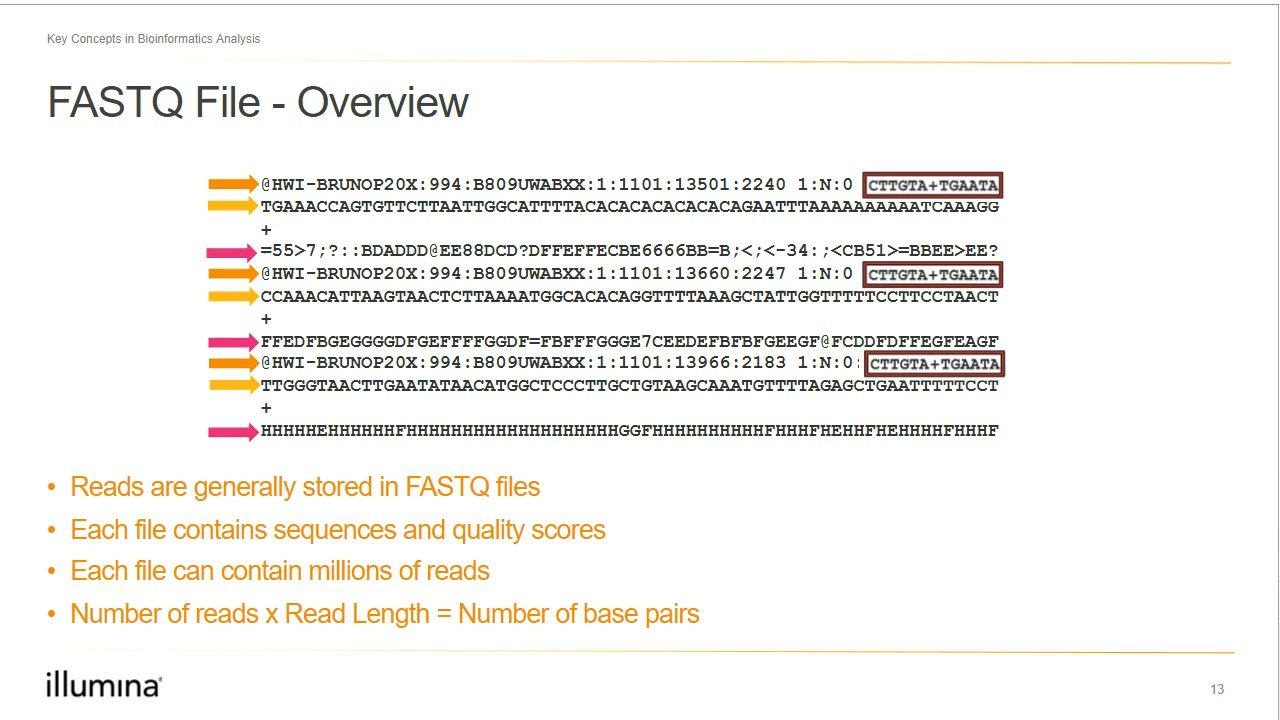 Key Concepts in Bioinformatics Analysis
FASTQ File - Overview
@HWI-BRUNOP20X:994:B809UWABXX:1:1101:13501:2240 1:N:0 CTTGTA+TGAATA
TGAAACCAGTGTTCTTAATTGGCATTTTACACACACACACACAGAATTTAAAAAAAAAATCAAAGG
+
=55>7;?::BDADDD@EE88DCD?DFFEFFECBE6666BB=B;<;<-34:;<CB51>=BBEE>EE?
@HWI-BRUNOP20X:994:B809UWABXX:1:1101:13660:2247 1:N:0 CTTGTA+TGAATA
CCAAACATTAAGTAACTCTTAAAATGGCACACAGGTTTTAAAGCTATTGGTTTTTCCTTCCTAACT
+
FFEDFBGEGGGGDFGEFFFFGGDF=FBFFFGGGE7CEEDEFBFBFGEEGF@FCDDFDFFEGFEAGF
@HWI-BRUNOP20X:994:B809UWABXX:1:1101:13966:2183 1:N:0: CTTGTA+TGAATA
TTGGGTAACTTGAATATAACATGGCTCCCTTGCTGTAAGCAAATGTTTTAGAGCTGAATTTTTCCT
+
HHHHHEHHHHHHFHHHHHHHHHHHHHHHHHHHGGFHHHHHHHHHHFHHHFHEHHFHEHHHHFHHHF
• Reads are generally stored in FASTQ files
• Each file contains sequences and quality scores
• Each file can contain millions of reads
• Number of reads x Read Length = Number of base pairs
illumina
13